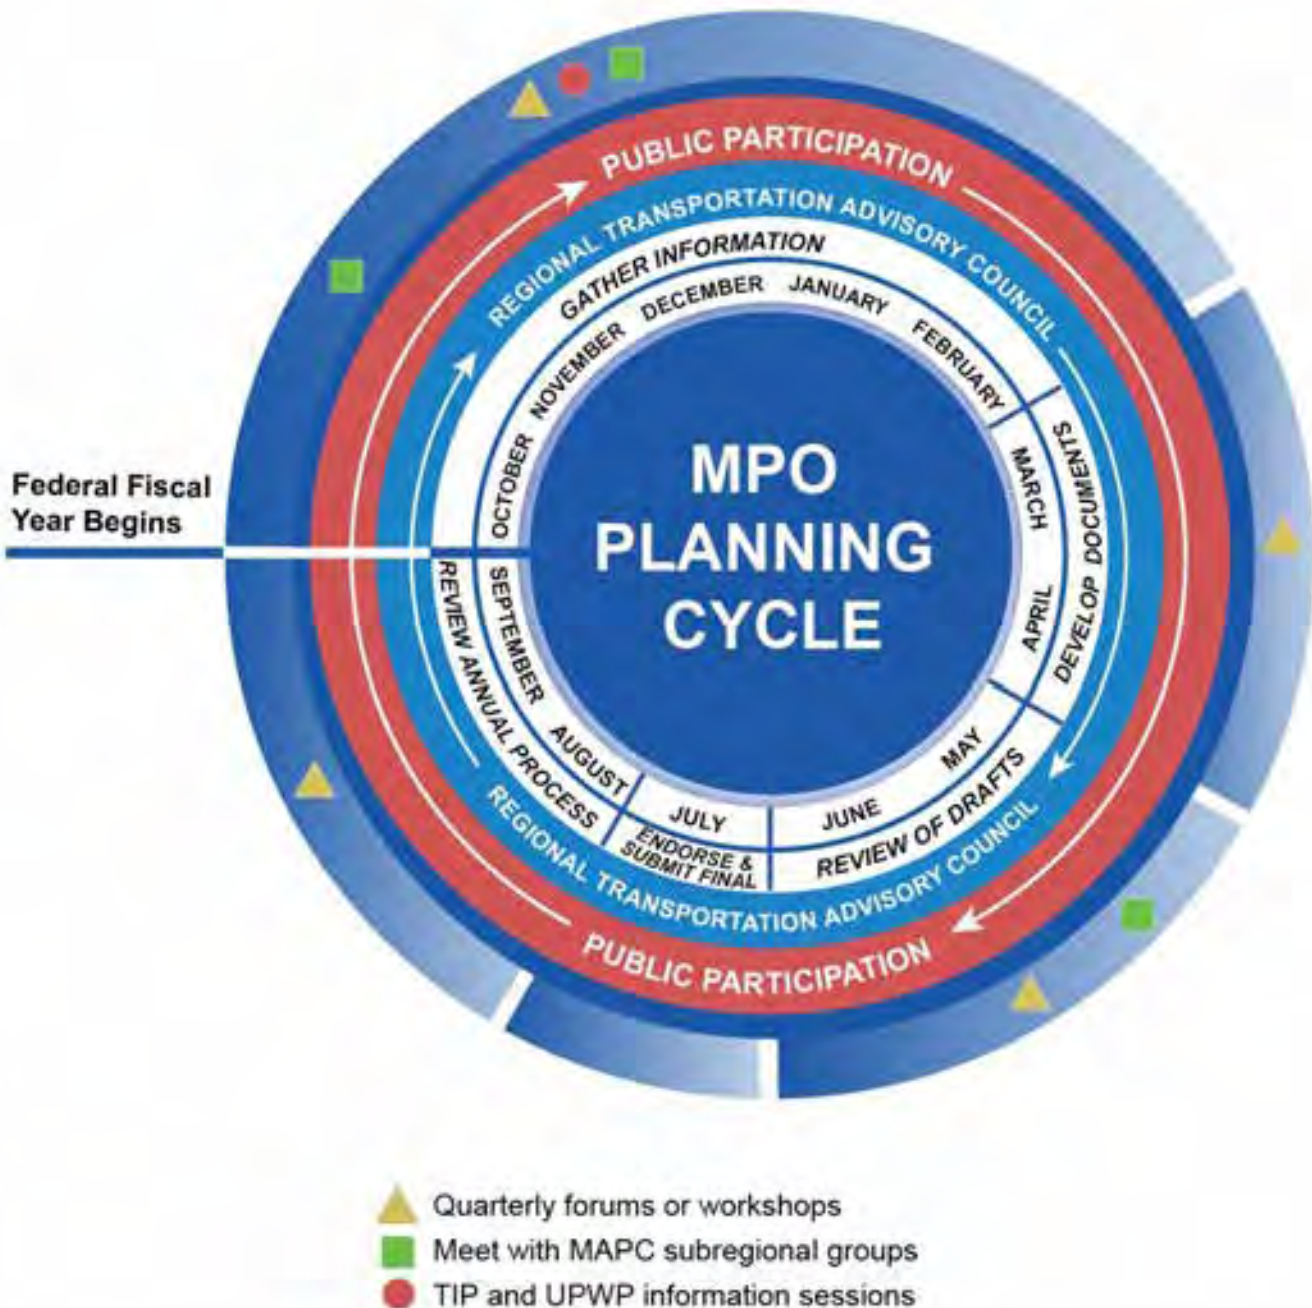 PUBLIC PARTICIPATION
REGIONAL TRANSPORTATION ADVISORY COUNCIL
GATHER INFORMATION
OCTOBER
NOVEMBER
DECEMBER
JANUARY
FEBRUARY
DEVELOP DOCUMENTS
MARCH
APRIL
MPO
PLANNING
CYCLE
Federal Fiscal
Year Begins
REVIEW ANNUAL PROCESS
SEPTEMBER
AUGUST
JULY
ENDORSE &
SUBMIT FINAL
JUNE
MAY
REVIEW OF DRAFTS
REGIONAL TRANSPORTATION ADVISORY COUNCIL
PUBLIC PARTICIPATION
Quarterly forums or workshops
Meet with MAPC subregional groups
TIP and UPWP information sessions